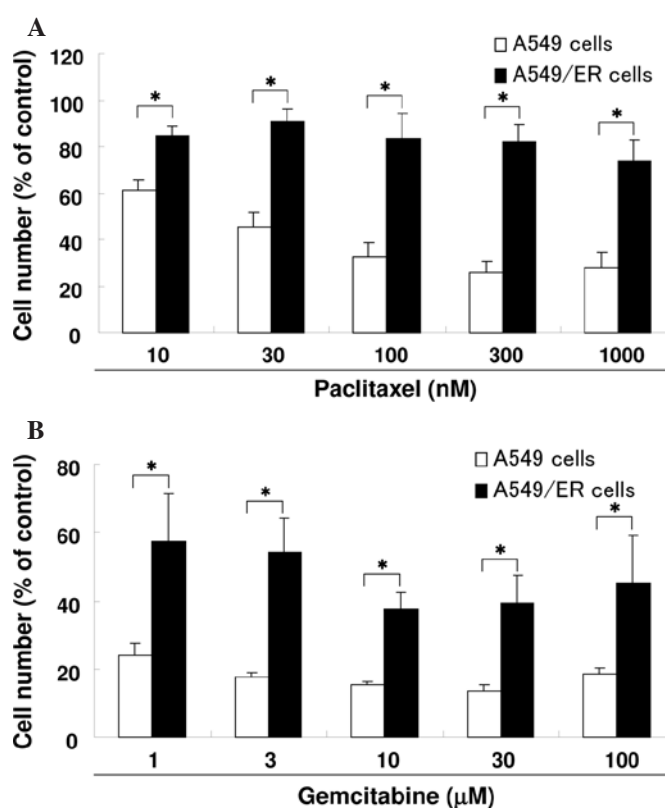 A
Cell number (% of control)
120
100
80
60
40
20
0
A549 cells
A549/ER cells
* * * * *
10 30 100 300 1000
Paclitaxel (nM)
B
Cell number (% of control)
80
60
40
20
0
A549 cells
A549/ER cells
* * * * *
1 3 10 30 100
Gemcitabine (μM)